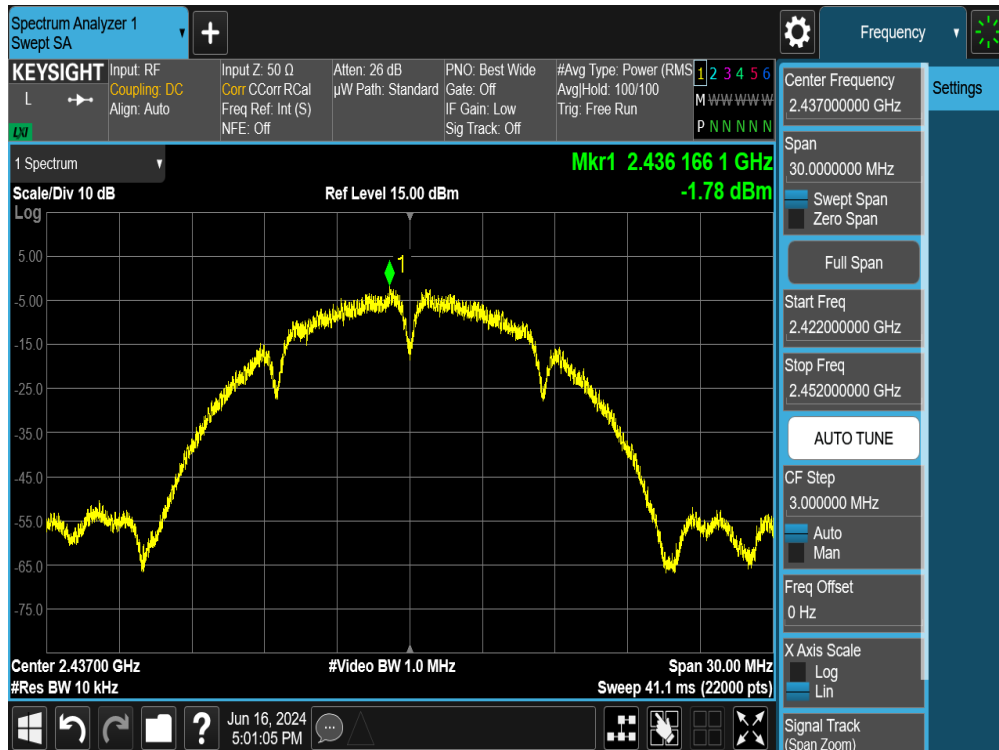 Spectrum Analyzer 1
Swept SA
+
Frequency
KEYSIGHT
L
LXI
Input: RF
Coupling: DC
Align: Auto
Input Z: 50 Ω
Corr CCorr RCal
Freq Ref: Int (S)
NFE: Off
Atten: 26 dB
µW Path: Standard
PNO: Best Wide
Gate: Off
IF Gain: Low
Sig Track: Off
#Avg Type: Power (RMS
Avg|Hold: 100/100
Trig: Free Run
1 2 3 4 5 6
M W W W W W
P N N N N N
1 Spectrum
Mkr1 2.436 166 1 GHz
Scale/Div 10 dB
Ref Level 15.00 dBm
-1.78 dBm
Log
1
5.00
-5.00
-15.0
-25.0
-35.0
-45.0
-55.0
-65.0
-75.0
Center 2.43700 GHz
#Video BW 1.0 MHz
Span 30.00 MHz
#Res BW 10 kHz
Sweep 41.1 ms (22000 pts)
Center Frequency
2.437000000 GHz
Settings
Span
30.0000000 MHz
Swept Span
Zero Span
Full Span
Start Freq
2.422000000 GHz
Stop Freq
2.452000000 GHz
AUTO TUNE
CF Step
3.000000 MHz
Auto
Man
Freq Offset
0 Hz
X Axis Scale
Log
Lin
Signal Track
(Span Zoom)
?
Jun 16, 2024
5:01:05 PM